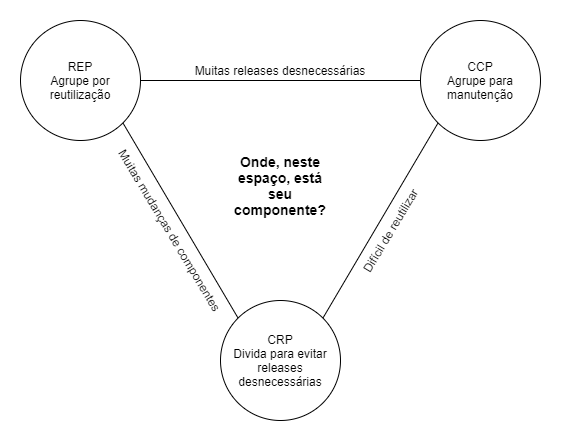 REP
Agrupe por
reutilização
Muitas releases desnecessárias
CCP
Agrupe para
manutenção
Onde, neste
espaço, está
seu
componente?
Muitas mudanças de componentes
Difícil de reutilizar
CRP
Divida para evitar
releases
desnecessárias